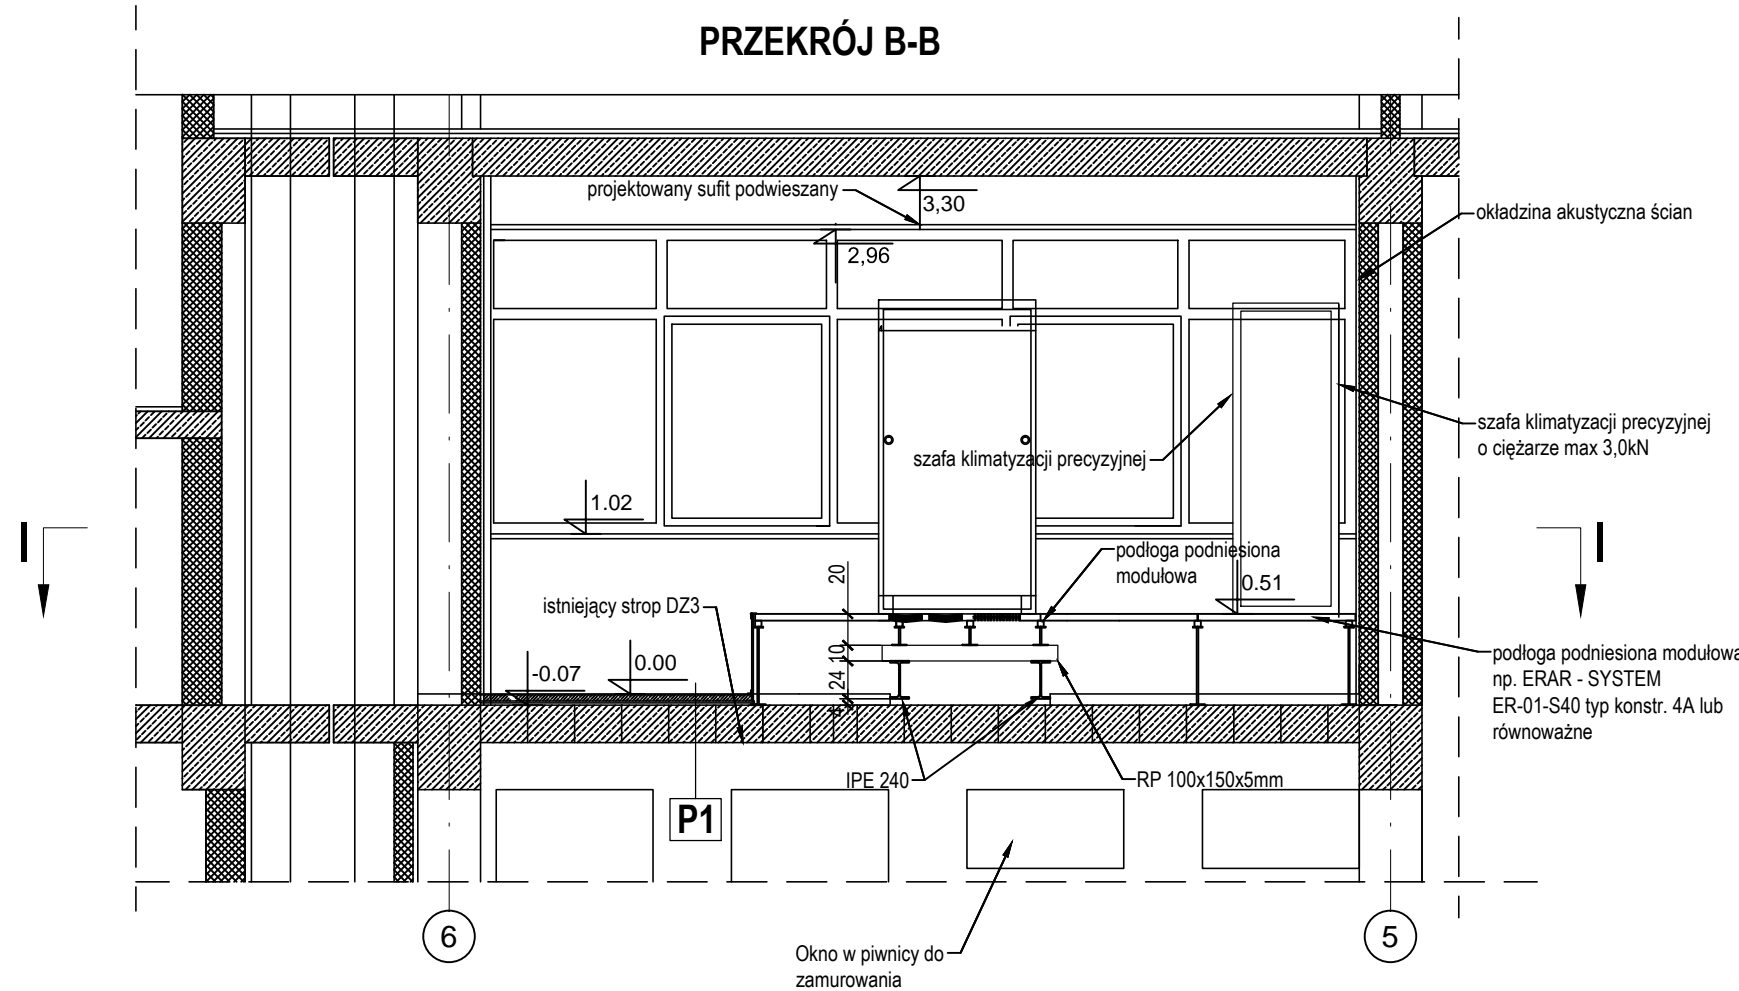 PRZEKRÓJ B-B
projektowany sufit podwieszany
3,30
2,96
okładzina akustyczna ścian
szafa klimatyzacji precyzyjnej
o ciężarze max 3,0kN
szafa klimatyzacji precyzyjnej
1.02
I
I
podłoga podniesiona
modułowa
20
0.51
istniejący strop DZ3
-0.07
0.00
10
24
4
podłoga podniesiona modułowa
np. ERAR - SYSTEM
ER-01-S40 typ konstr. 4A lub
równoważne
IPE 240
RP 100x150x5mm
P1
6
5
Okno w piwnicy do
zamurowania